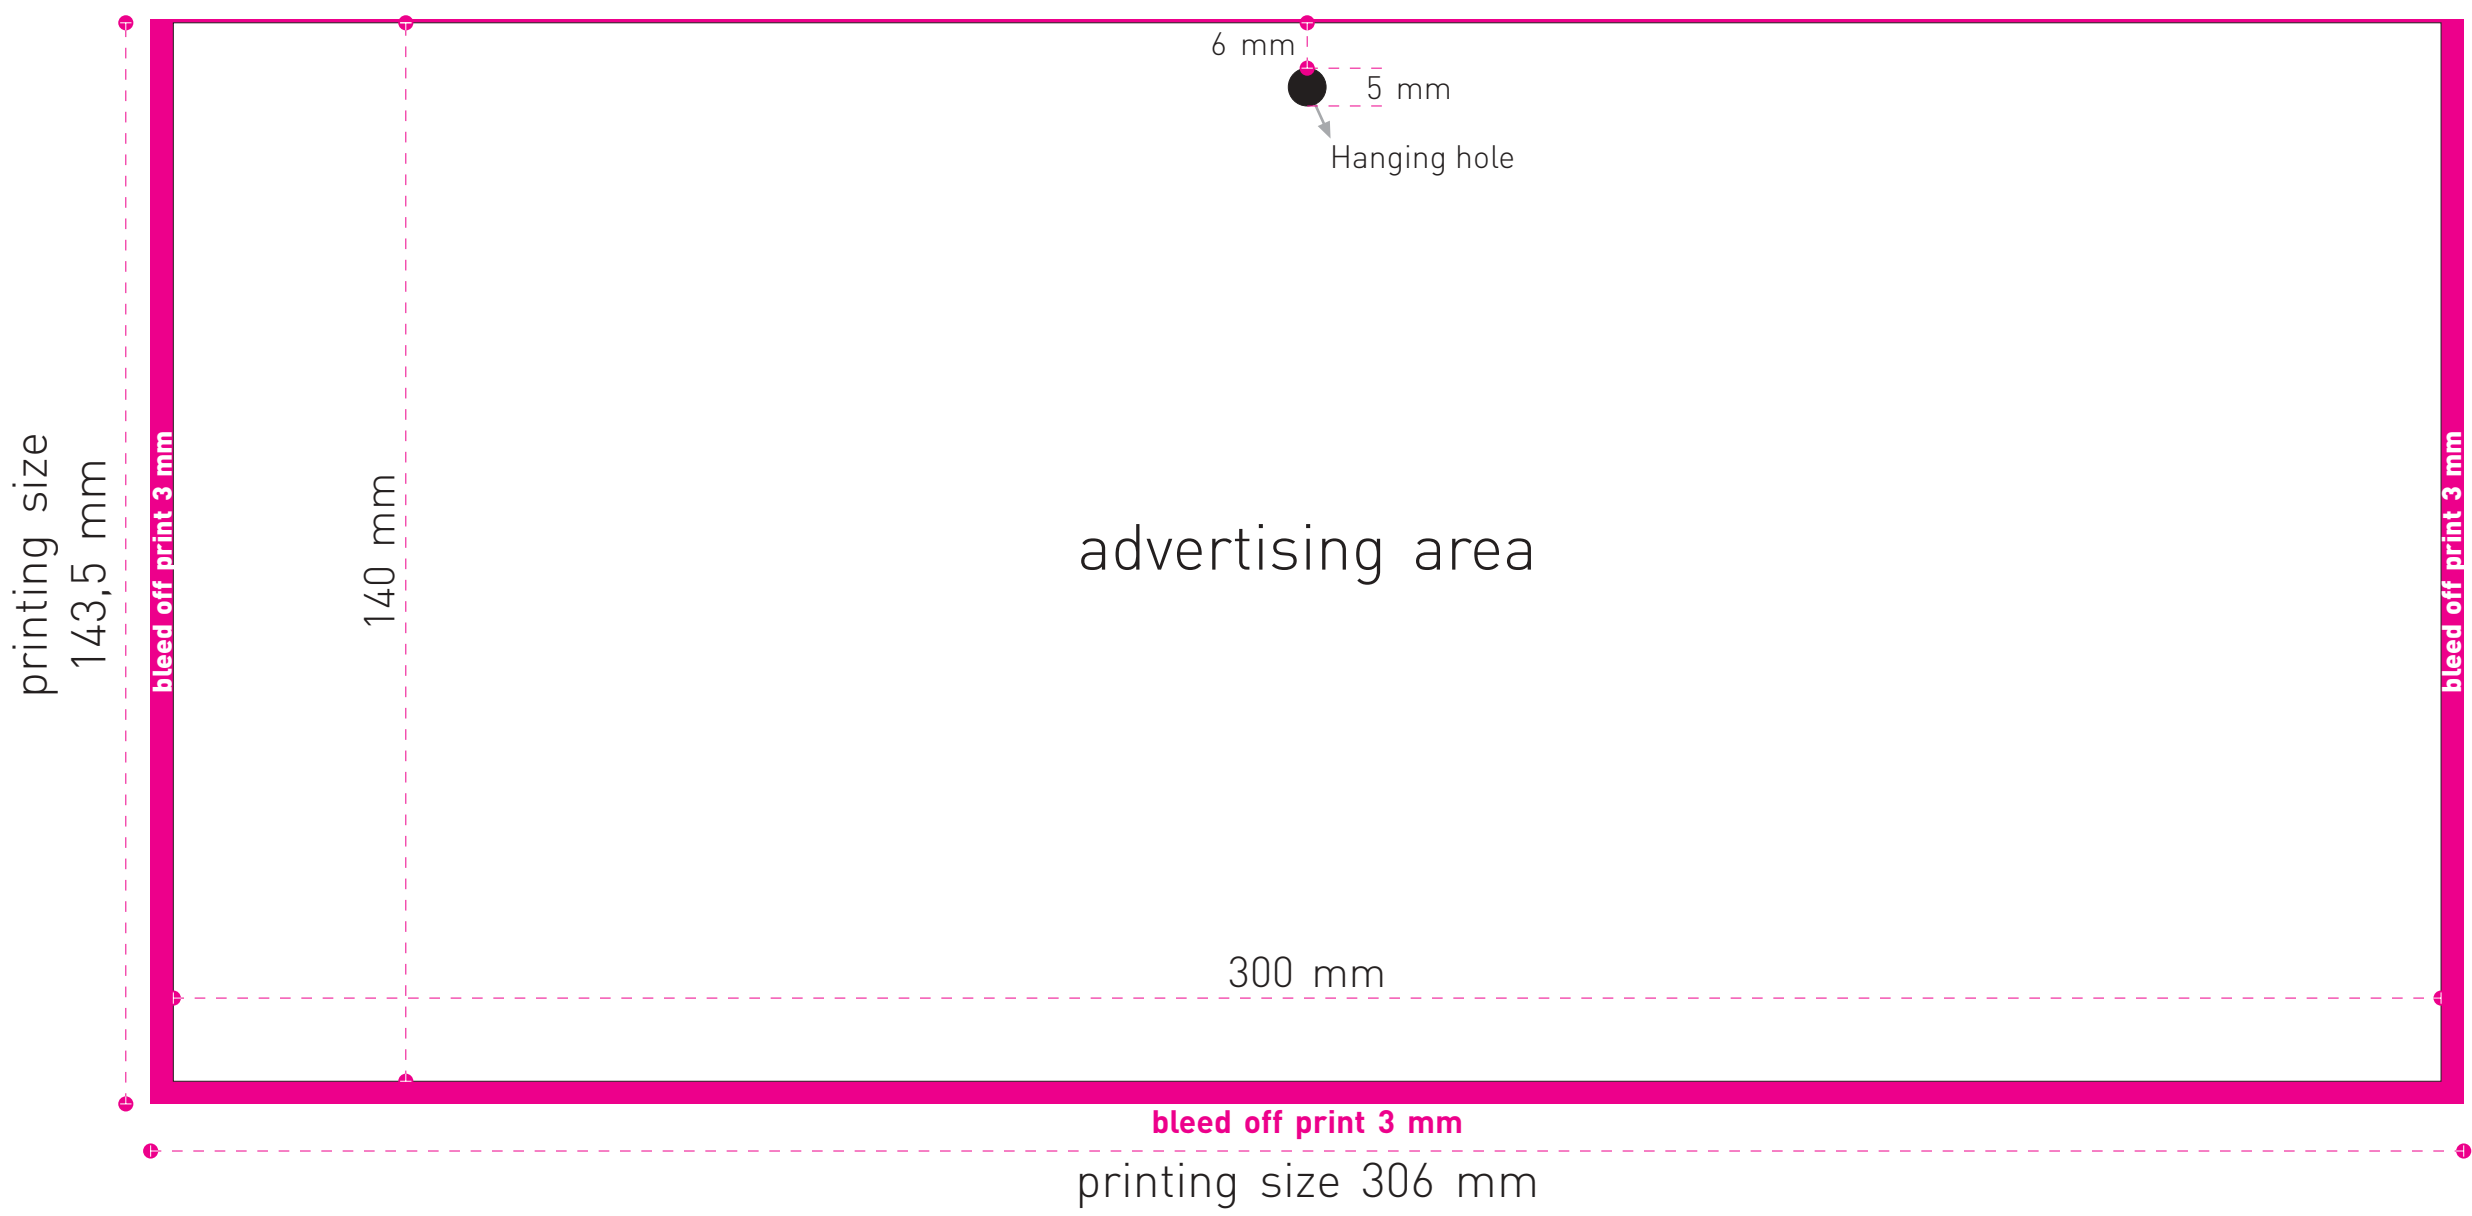 6 mm
5 mm
Hanging hole
printing size
143,5 mm
bleed off print 3 mm
140 mm
advertising area
bleed off print 3 mm
300 mm
bleed off print 3 mm
printing size 306 mm